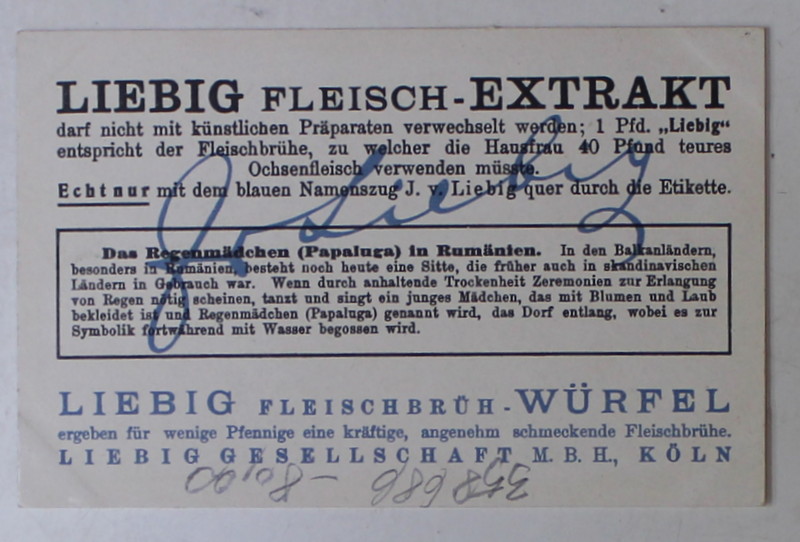 LIEBIG FLEISCH-EXTRAKT
darf nicht mit künstlichen Präparaten verwechselt werden; 1 Pfd. „Liebig“
entspricht der Fleischbrühe, zu welcher die Hausfrau 40 Pfund teures
Ochsenfleisch verwenden müsste.
Echt nur mit dem blauen Namenszug J. v. Liebig quer durch die Etikette.
J v Liebig
Das Regenmädchen (Papaluga) in Rumänien. In den Balkanländern,
besonders in Rumänien, besteht noch heute eine Sitte, die früher auch in skandinavischen
Ländern in Gebrauch war. Wenn durch anhaltende Trockenheit Zeremonien zur Erlangung
von Regen nötig scheinen, tanzt und singt ein junges Mädchen, das mit Blumen und Laub
bekleidet ist und Regenmädchen (Papaluga) genannt wird, das Dorf entlang, wobei es zur
Symbolik fortwährend mit Wasser begossen wird.
LIEBIG FLEISCHBRÜH-WÜRFEL
ergeben für wenige Pfennige eine kräftige, angenehm schmeckende Fleischbrühe.
LIEBIG GESELLSCHAFT M. B. H., KÖLN